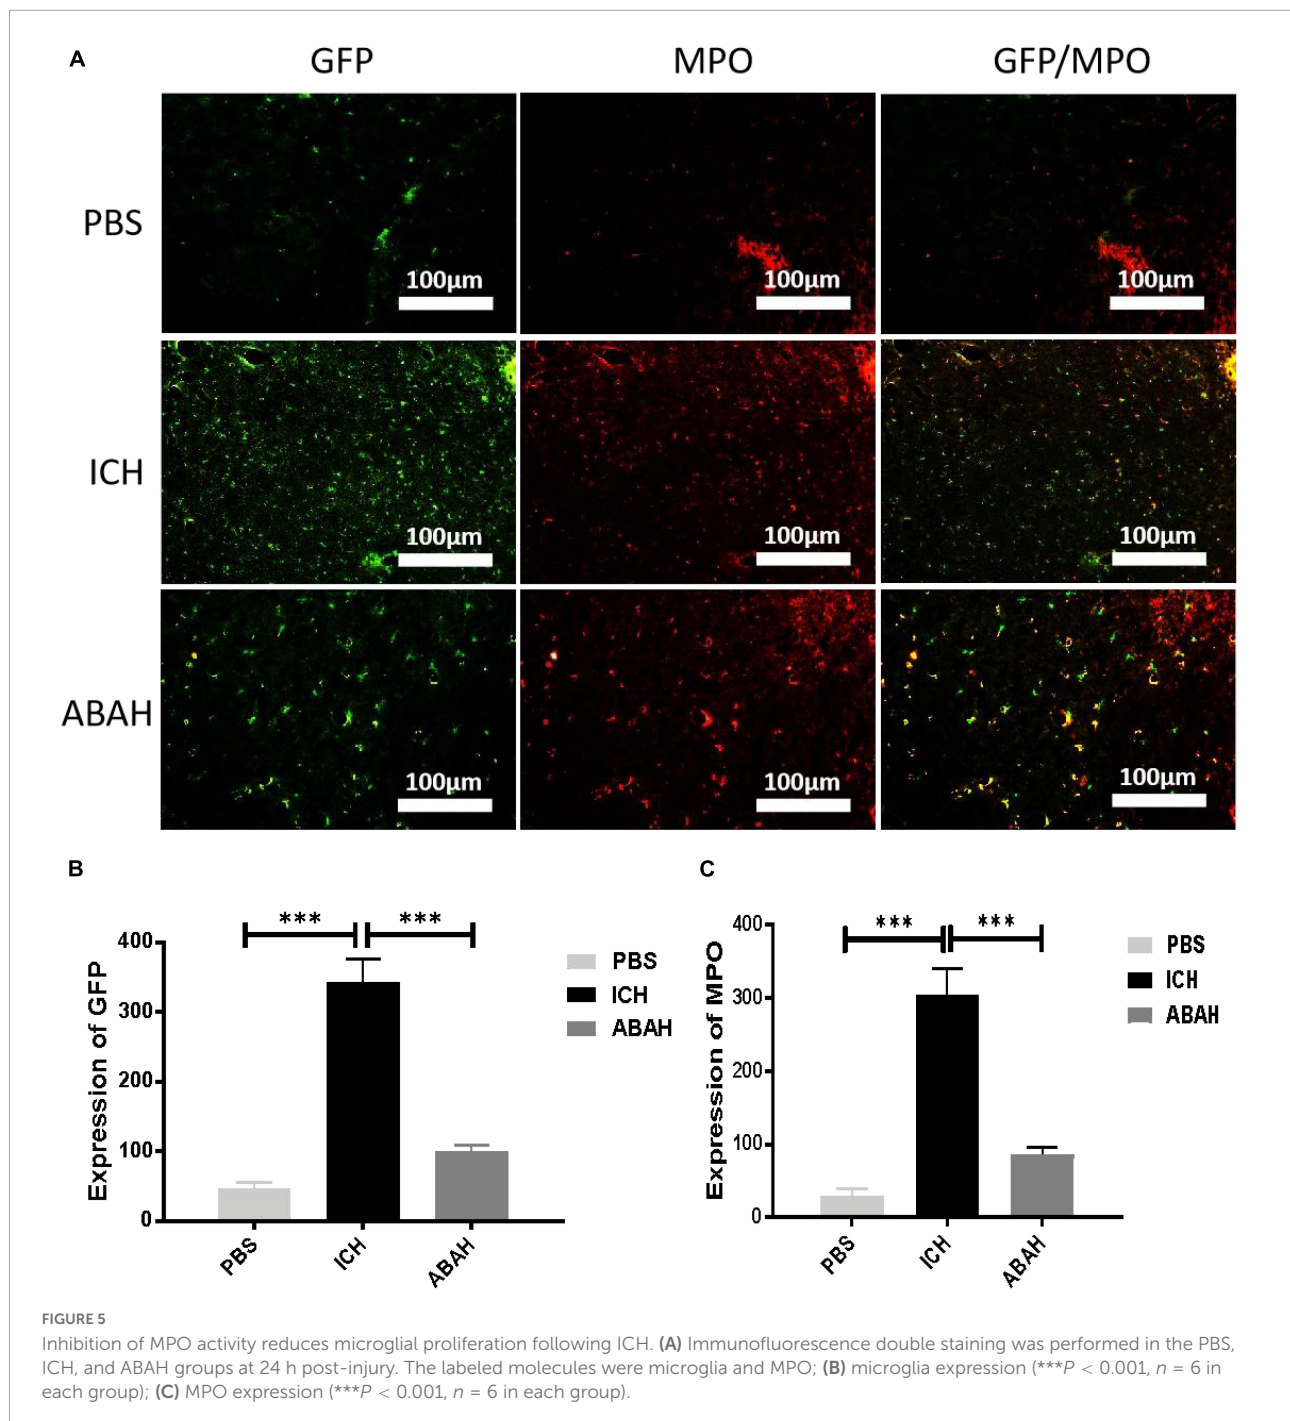 A
GFP MPO GFP/MPO
PBS
100µm 100µm 100µm
ICH
100µm 100µm 100µm
ABAH
100µm 100µm 100µm
B
*** ***
Expression of GFP
400
300
200
100
0
PBS
ICH
ABAH
PBS
ICH
ABAH
C
*** ***
Expression of MPO
400
300
200
100
0
PBS
ICH
ABAH
PBS
ICH
ABAH
FIGURE 5
Inhibition of MPO activity reduces microglial proliferation following ICH. (A) Immunofluorescence double staining was performed in the PBS,
ICH, and ABAH groups at 24 h post-injury. The labeled molecules were microglia and MPO; (B) microglia expression (***P < 0.001, n = 6 in
each group); (C) MPO expression (***P < 0.001, n = 6 in each group).